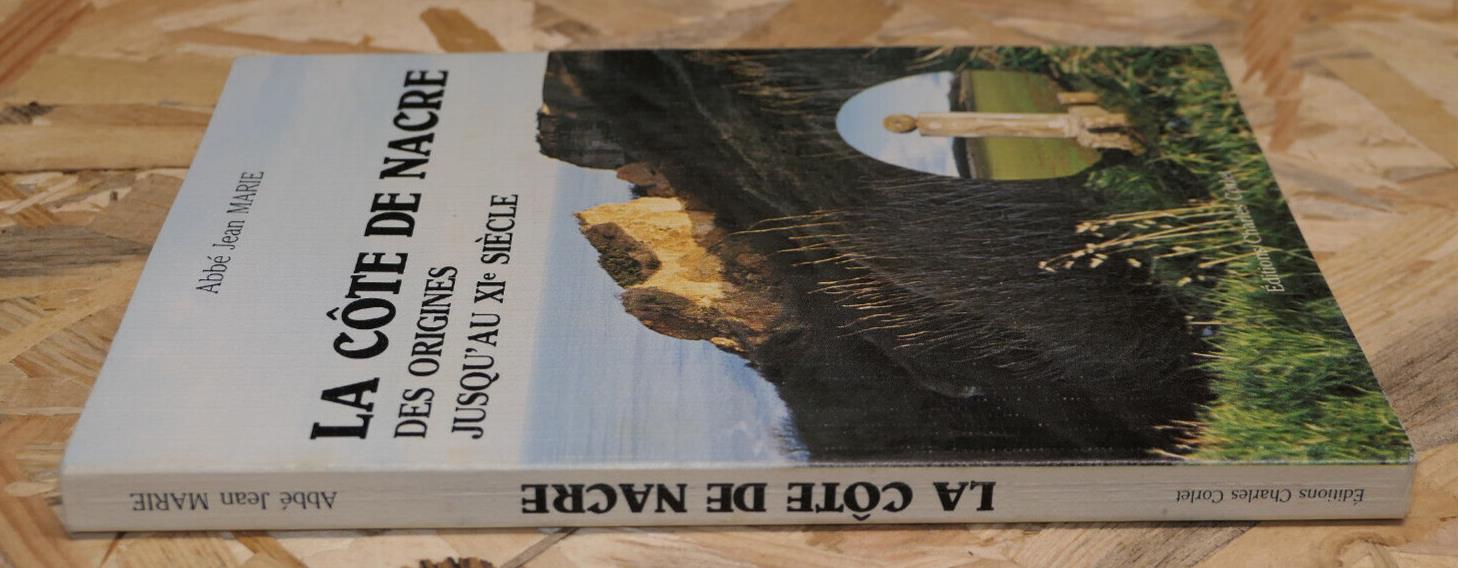 Abbé Jean MARIE
LA CÔTE DE NACRE
DES ORIGINES
JUSQU'AU XIe SIÈCLE
Éditions Charles Corlet
Abbé Jean MARIE
LA CÔTE DE NACRE
Éditions Charles Corlet